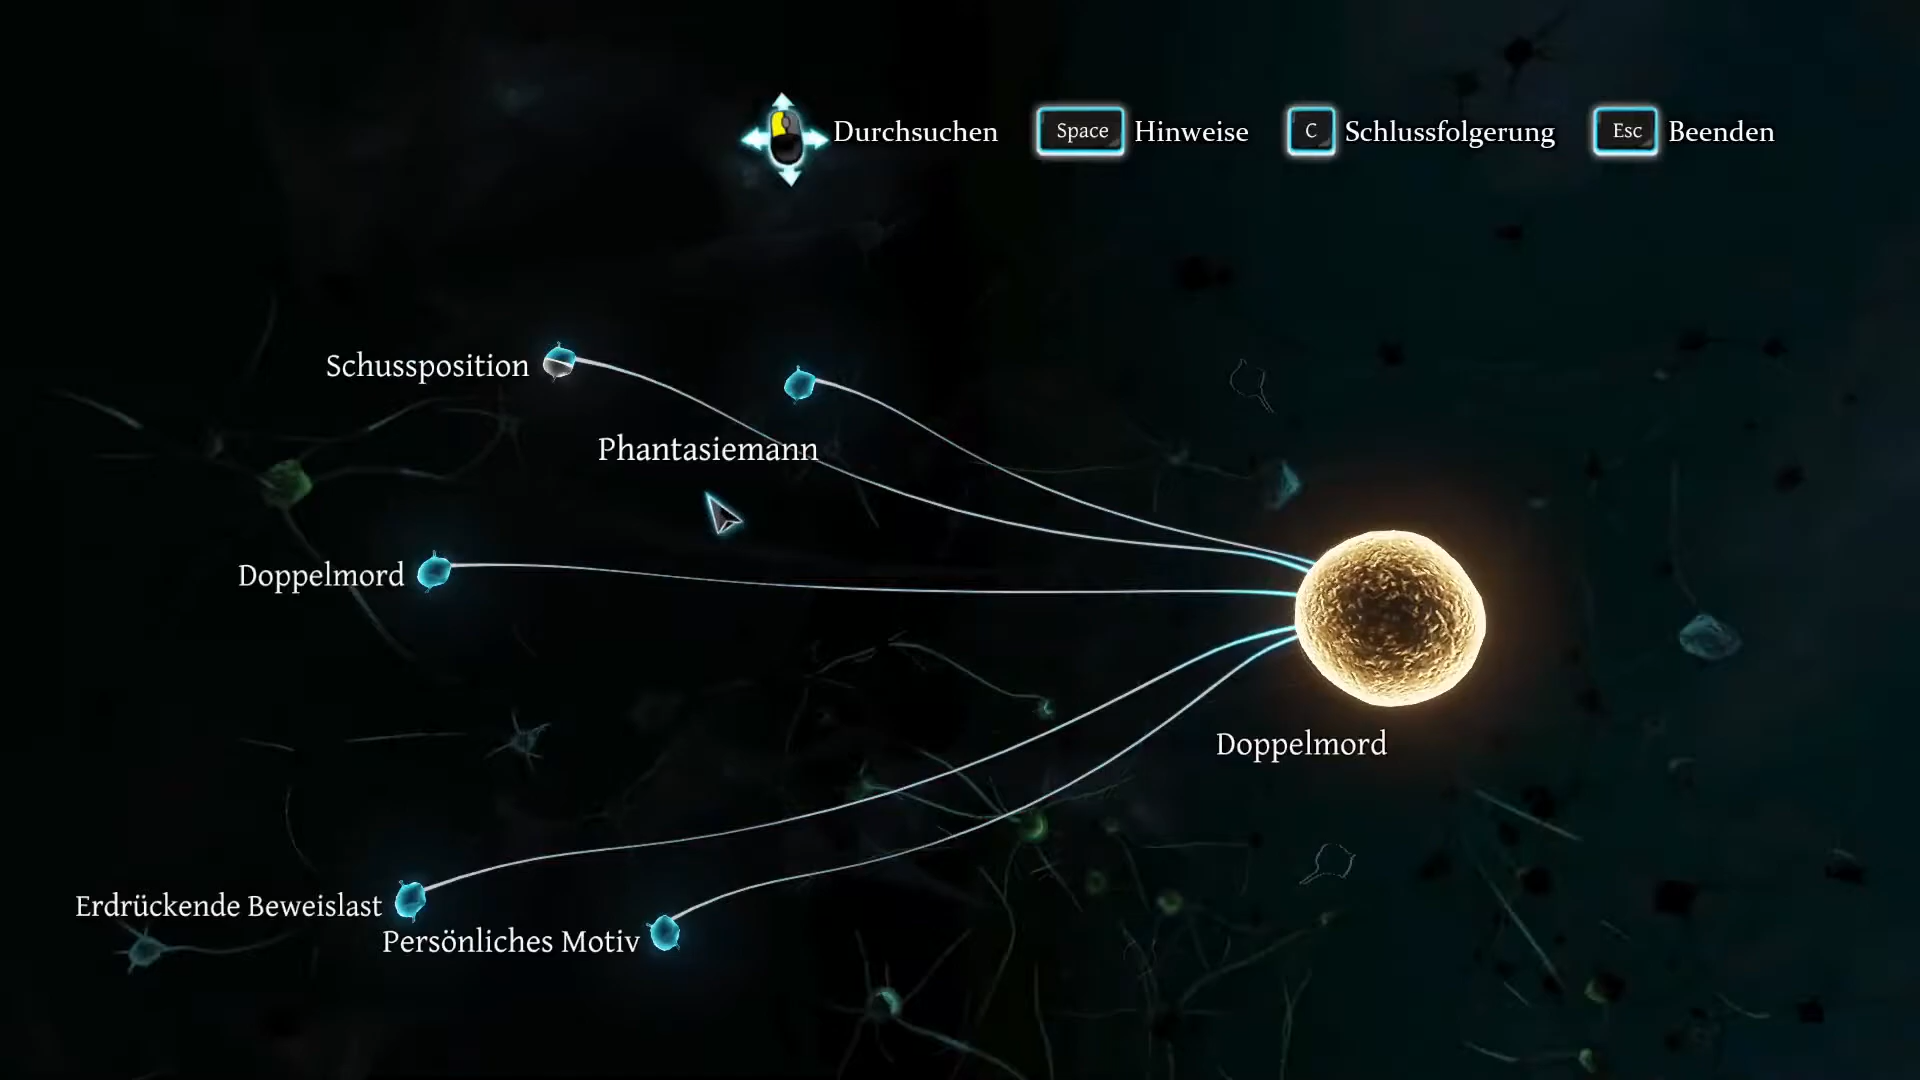 Durchsuchen
Space Hinweise
C Schlussfolgerung
Esc Beenden
Schussposition
Phantasiemann
Doppelmord
Doppelmord
Erdrückende Beweislast
Persönliches Motiv